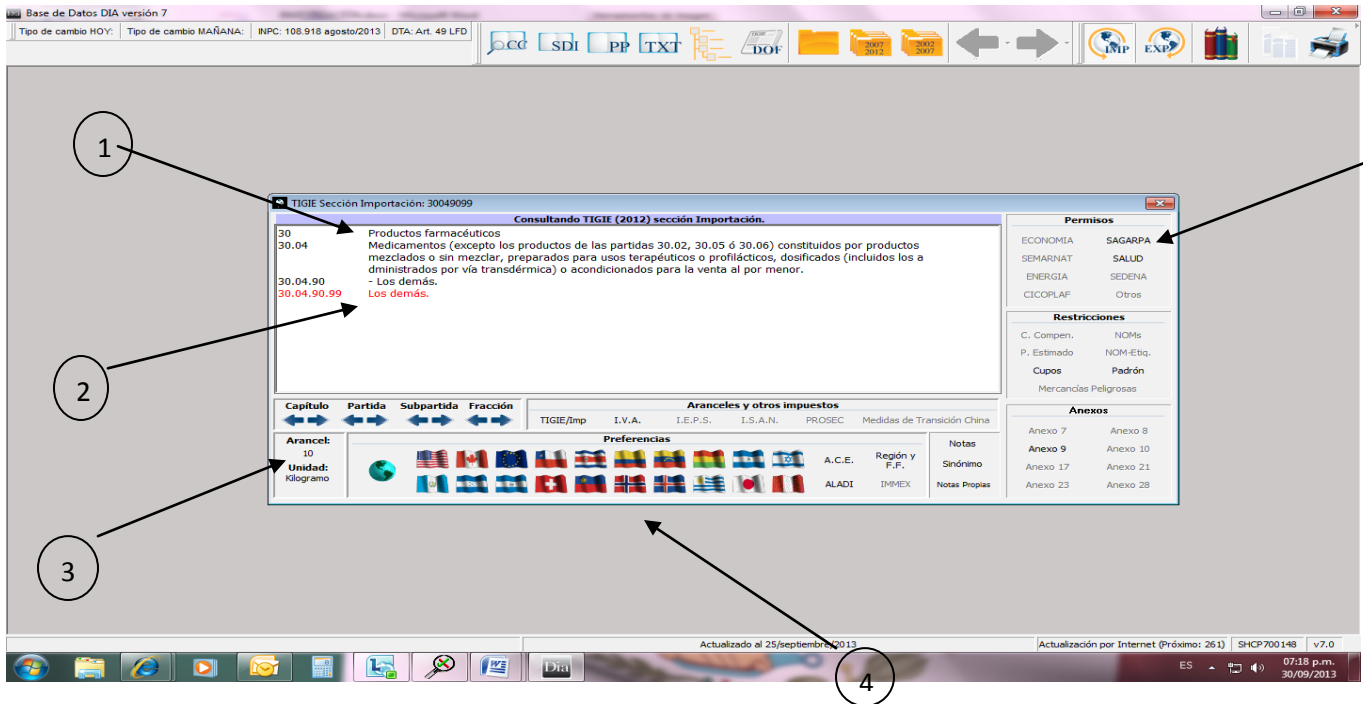 Base de Datos DIA versión 7
Tipo de cambio HOY: Tipo de cambio MAÑANA: INPC: 108.918 agosto/2013 DTA: Art. 49 LFD
CC SDI PP TXT TIGIE DOF 2007 2012 2002 2007 IMP EXP
1
TIGIE Sección Importación: 30049099
Consultando TIGIE (2012) sección Importación.
30 Productos farmacéuticos
30.04 Medicamentos (excepto los productos de las partidas 30.02, 30.05 ó 30.06) constituidos por productos
mezclados o sin mezclar, preparados para usos terapéuticos o profilácticos, dosificados (incluidos los a
dministrados por vía transdérmica) o acondicionados para la venta al por menor.
30.04.90 - Los demás.
30.04.90.99 Los demás.
Permisos
ECONOMIA SAGARPA
SEMARNAT SALUD
ENERGIA SEDENA
CICOPLAF Otros
Restricciones
C. Compen. NOMs
P. Estimado NOM-Etiq.
Cupos Padrón
Mercancías Peligrosas
2
Capítulo Partida Subpartida Fracción
Aranceles y otros impuestos
TIGIE/Imp I.V.A. I.E.P.S. I.S.A.N. PROSEC Medidas de Transición China
Anexos
Anexo 7 Anexo 8
Anexo 9 Anexo 10
Anexo 17 Anexo 21
Anexo 23 Anexo 28
Arancel:
10
Unidad:
Kilogramo
Preferencias
A.C.E. Región y F.F.
ALADI IMMEX
Notas
Sinónimo
Notas Propias
3
4
Actualizado al 25/septiembre/2013 Actualización por Internet (Próximo: 261) SHCP700148 v7.0
Dia
ES 07:18 p.m.
30/09/2013